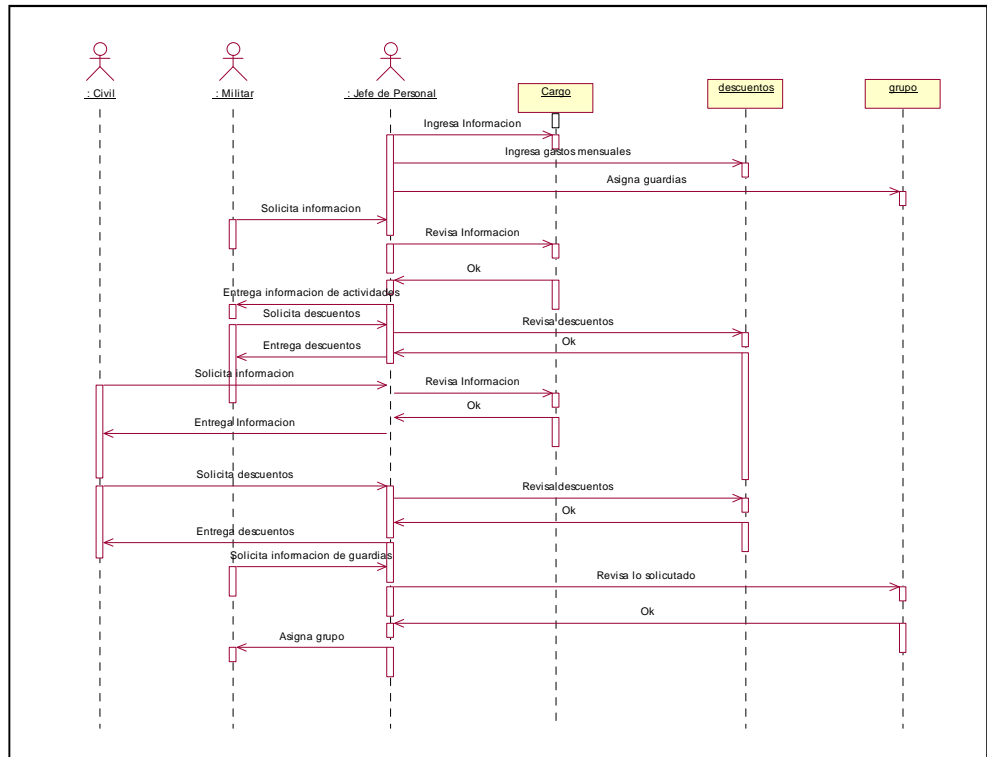 : Civil
: Militar
: Jefe de Personal
Cargo
descuentos
grupo
Ingresa Informacion
Ingresa gastos mensuales
Asigna guardias
Solicita informacion
Revisa Informacion
Ok
Entrega informacion de actividades
Solicita descuentos
Revisa descuentos
Ok
Entrega descuentos
Solicita informacion
Revisa Informacion
Ok
Entrega Informacion
Solicita descuentos
Revisa descuentos
Ok
Entrega descuentos
Solicita informacion de guardias
Revisa lo solicutado
Ok
Asigna grupo